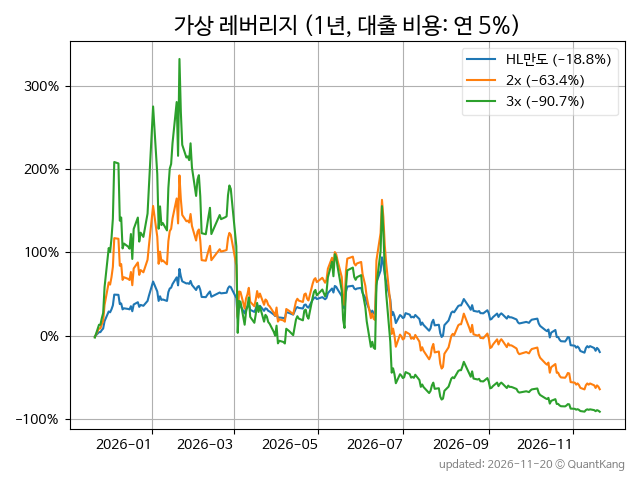 가상 레버리지 (1년, 대출 비용: 연 5%)
HL만도 (-18.8%)
2x (-63.4%)
3x (-90.7%)
300%
200%
100%
0%
-100%
2026-01
2026-03
2026-05
2026-07
2026-09
2026-11
updated: 2026-11-20 © QuantKang